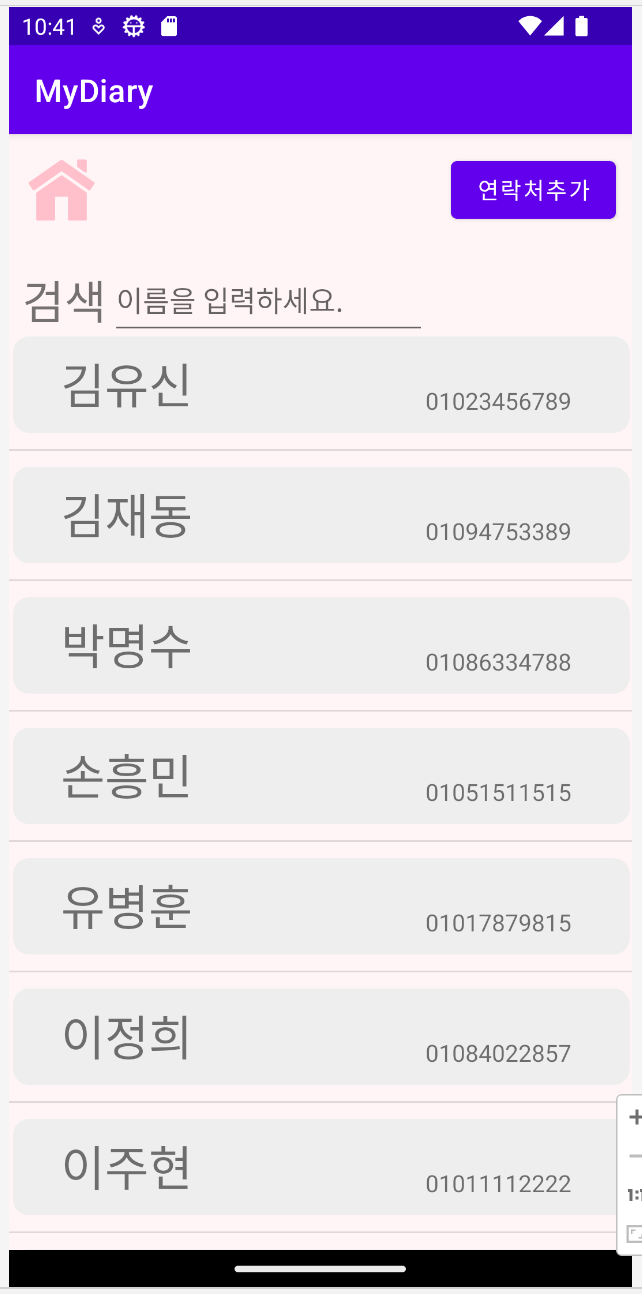 10:41
MyDiary
연락처추가
검색 이름을 입력하세요.
김유신 01023456789
김재동 01094753389
박명수 01086334788
손흥민 01051511515
유병훈 01017879815
이정희 01084022857
이주현 01011112222